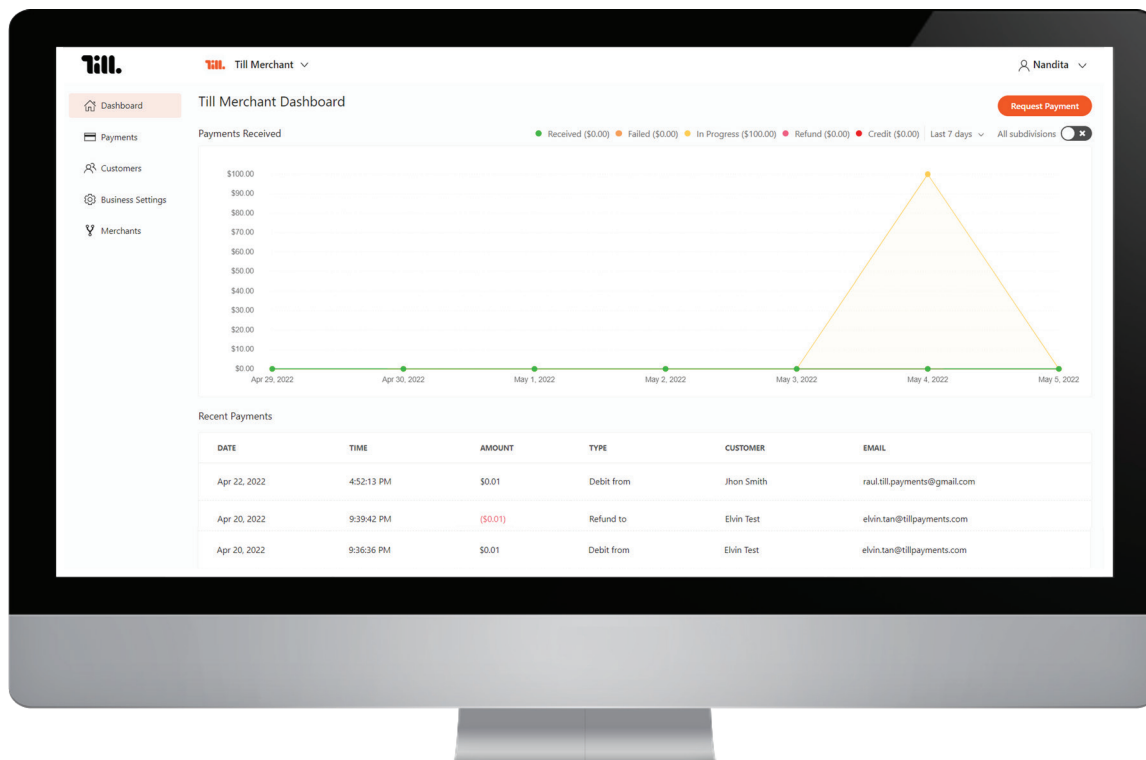 Till.
Till. Till Merchant
Nandita
Dashboard
Payments
Customers
Business Settings
Merchants
Till Merchant Dashboard
Request Payment
Payments Received
Received ($0.00) Failed ($0.00) In Progress ($100.00) Refund ($0.00) Credit ($0.00) Last 7 days All subdivisions
$100.00
$90.00
$80.00
$70.00
$60.00
$50.00
$40.00
$30.00
$20.00
$10.00
$0.00
Apr 29, 2022 Apr 30, 2022 May 1, 2022 May 2, 2022 May 3, 2022 May 4, 2022 May 5, 2022
Recent Payments
DATE TIME AMOUNT TYPE CUSTOMER EMAIL
Apr 22, 2022 4:52:13 PM $0.01 Debit from Jhon Smith raul.till.payments@gmail.com
Apr 20, 2022 9:39:42 PM ($0.01) Refund to Elvin Test elvin.tan@tillpayments.com
Apr 20, 2022 9:36:36 PM $0.01 Debit from Elvin Test elvin.tan@tillpayments.com